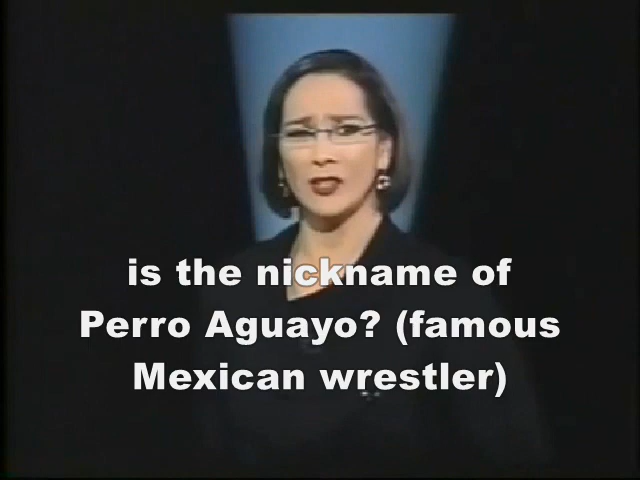 is the nickname of
Perro Aguayo? (famous
Mexican wrestler)